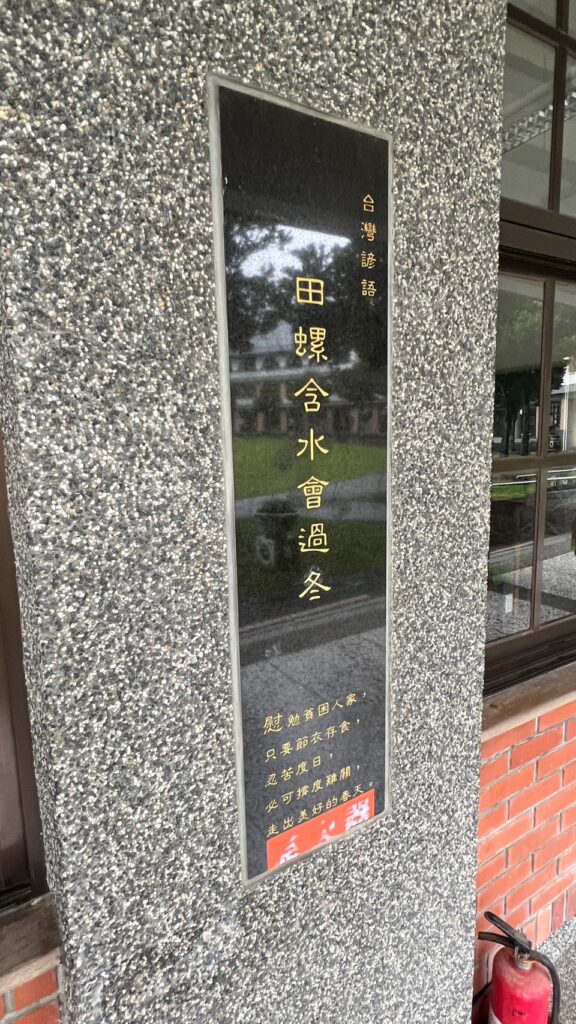 台灣諺語
田螺含水會過冬
慰勉貧困人家，
只要節衣存食，
忍苦度日，
必可撐度難關，
走出美好的春天。